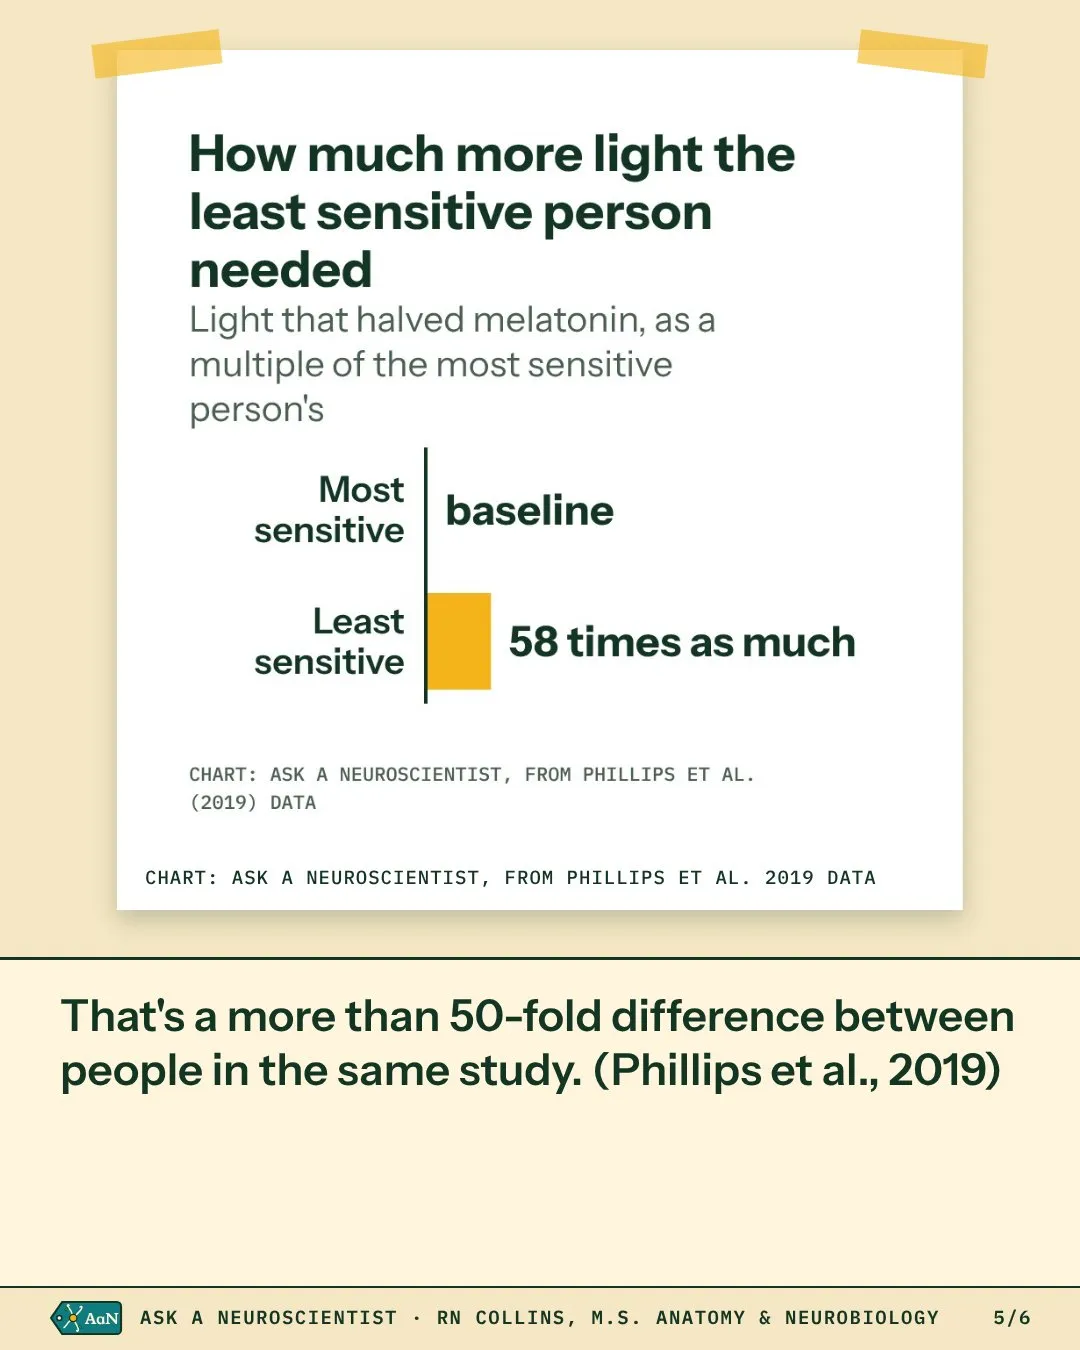 How much more light the
least sensitive person
needed
Light that halved melatonin, as a
multiple of the most sensitive
person's
Most
sensitive
baseline
Least
sensitive
58 times as much
CHART: ASK A NEUROSCIENTIST, FROM PHILLIPS ET AL.
(2019) DATA
CHART: ASK A NEUROSCIENTIST, FROM PHILLIPS ET AL. 2019 DATA
That's a more than 50-fold difference between
people in the same study. (Phillips et al., 2019)
AaN
ASK A NEUROSCIENTIST · RN COLLINS, M.S. ANATOMY & NEUROBIOLOGY
5/6